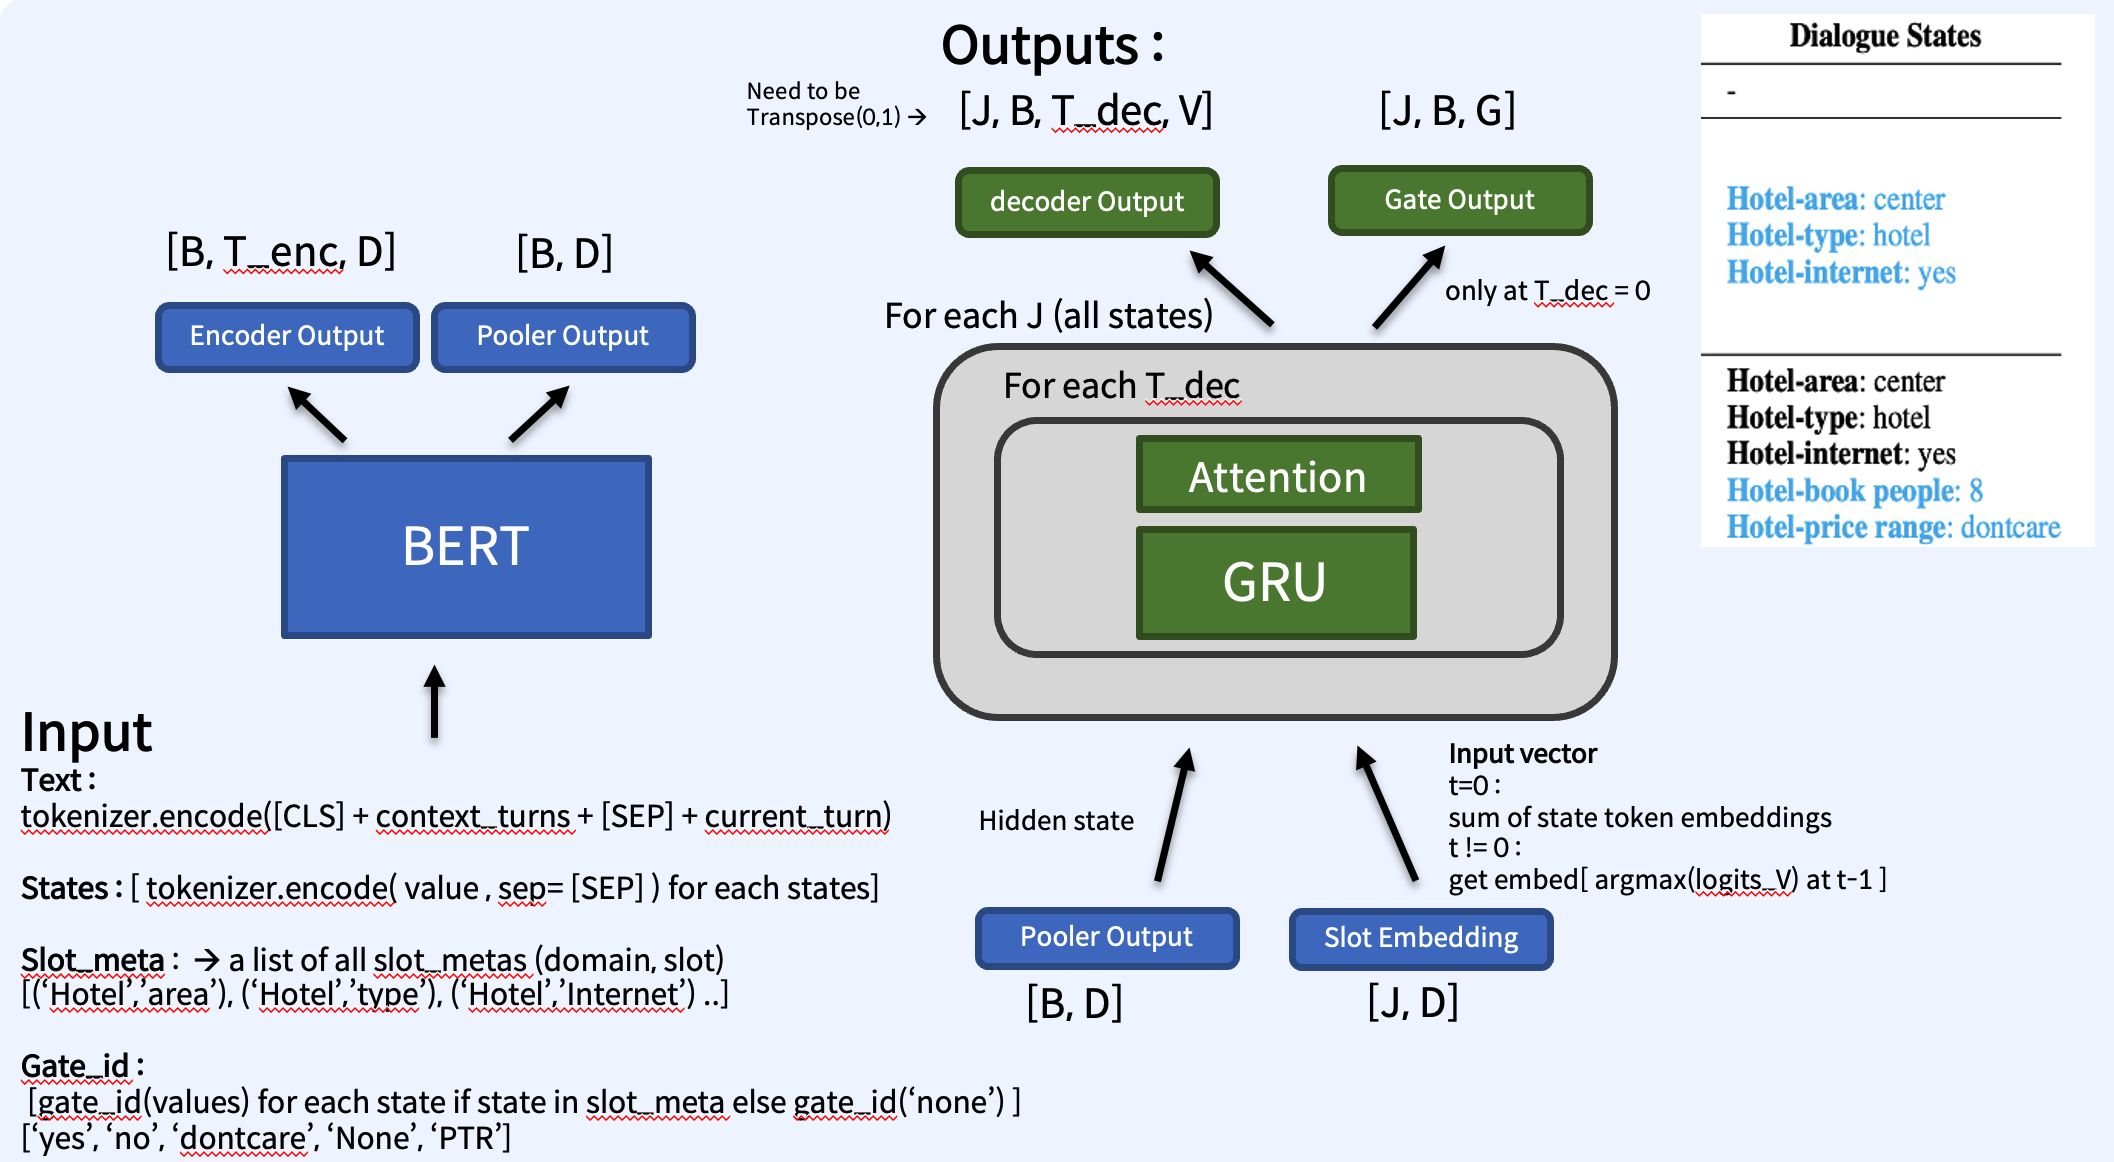 Outputs :
Need to be
Transpose(0,1) →
[J, B, T_dec, V]
[J, B, G]
decoder Output
Gate Output
only at T_dec = 0
For each J (all states)
For each T_dec
Attention
GRU
Hidden state
Input vector
t=0 :
sum of state token embeddings
t != 0 :
get embed[ argmax(logits_V) at t-1 ]
Pooler Output
Slot Embedding
[B, D]
[J, D]
[B, T_enc, D]
[B, D]
Encoder Output
Pooler Output
BERT
Input
Text :
tokenizer.encode([CLS] + context_turns + [SEP] + current_turn)
States : [ tokenizer.encode( value , sep= [SEP] ) for each states]
Slot_meta : → a list of all slot_metas (domain, slot)
[(‘Hotel’,’area’), (‘Hotel’,’type’), (‘Hotel’,’Internet’) ..]
Gate_id :
[gate_id(values) for each state if state in slot_meta else gate_id(‘none’) ]
[‘yes’, ‘no’, ‘dontcare’, ‘None’, ‘PTR’]
Dialogue States
-
Hotel-area: center
Hotel-type: hotel
Hotel-internet: yes
Hotel-area: center
Hotel-type: hotel
Hotel-internet: yes
Hotel-book people: 8
Hotel-price range: dontcare